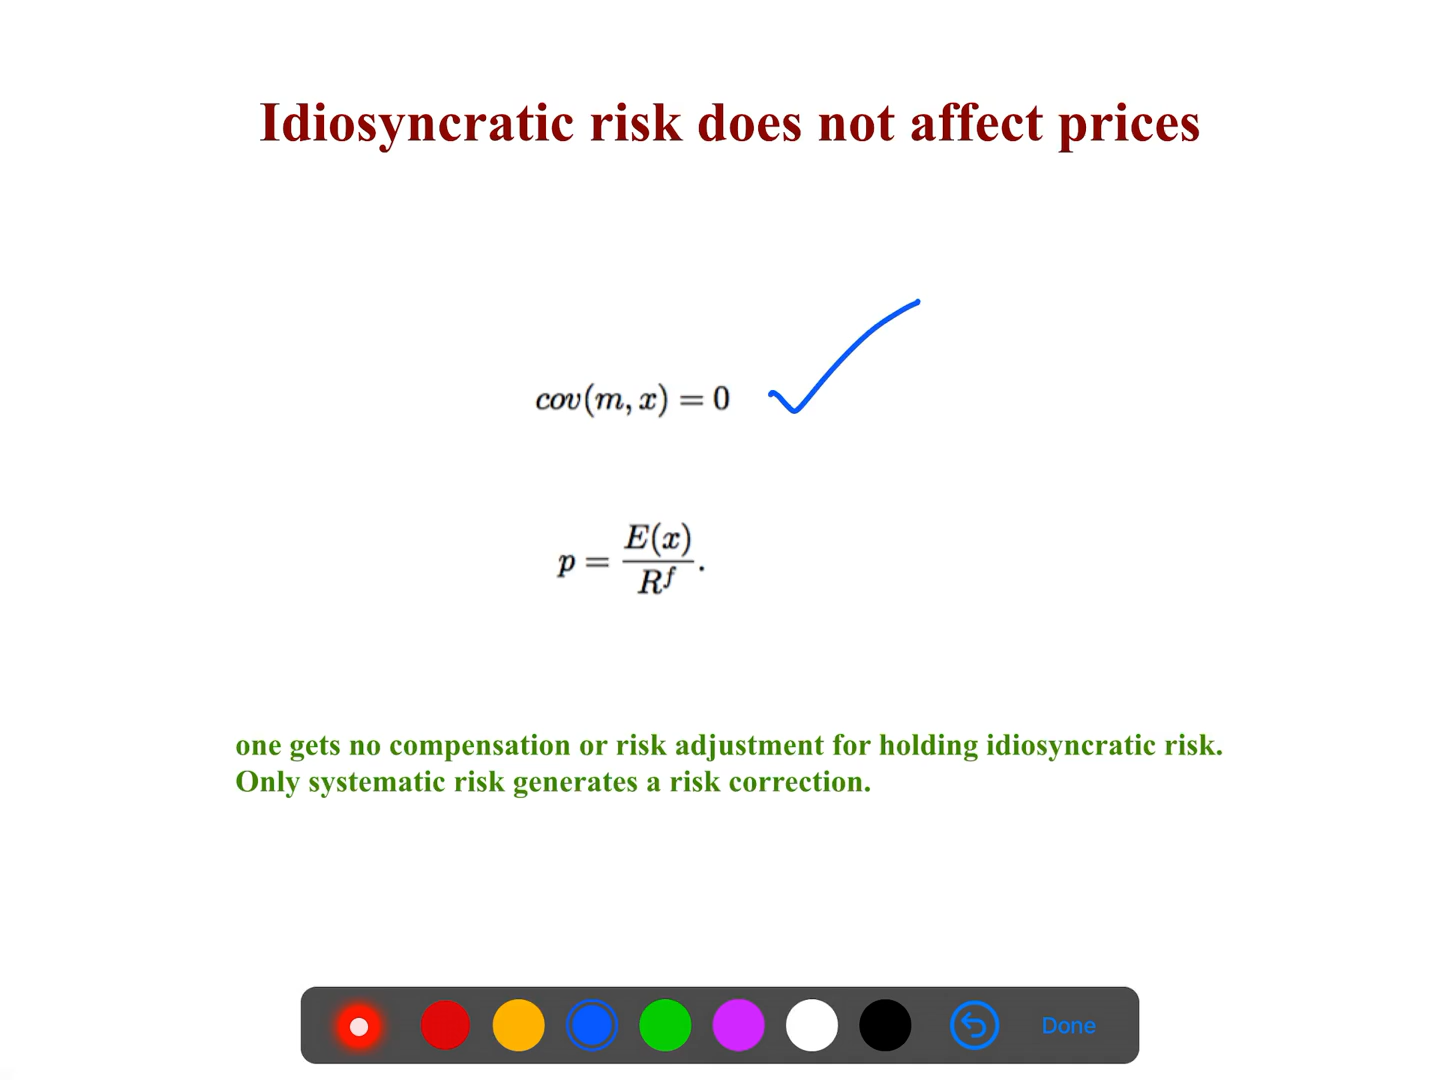 Idiosyncratic risk does not affect prices
cov(m, x) = 0
p = E(x) / R^f .
one gets no compensation or risk adjustment for holding idiosyncratic risk.
Only systematic risk generates a risk correction.
Done